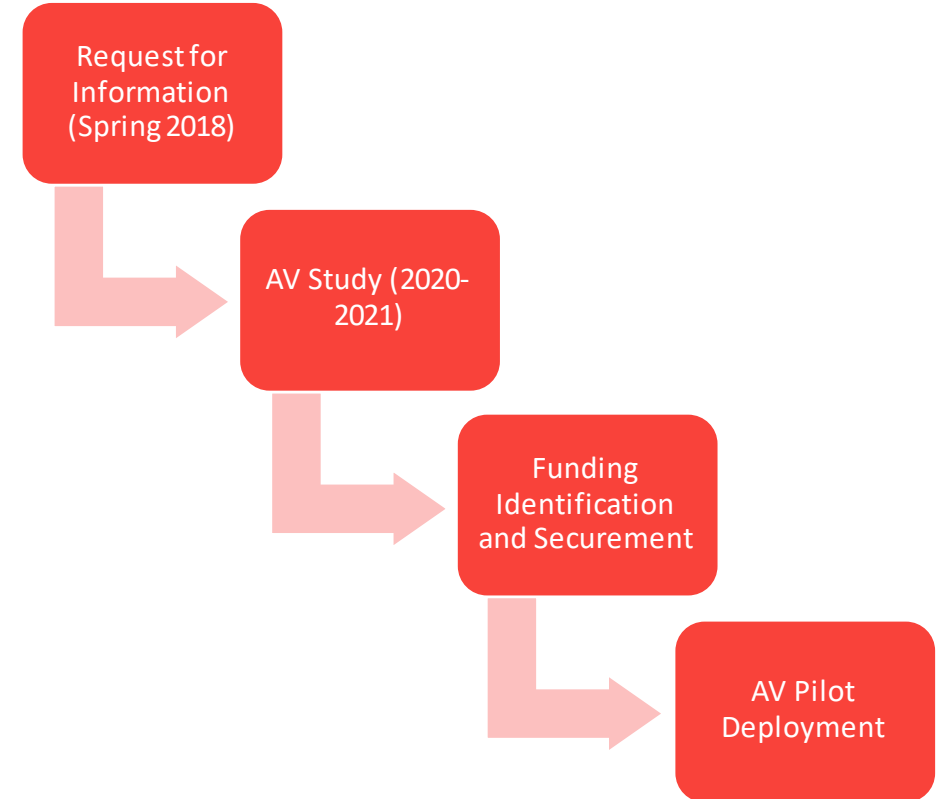 Request for
Information
(Spring 2018)
AV Study (2020-
2021)
Funding
Identification
and Securement
AV Pilot
Deployment